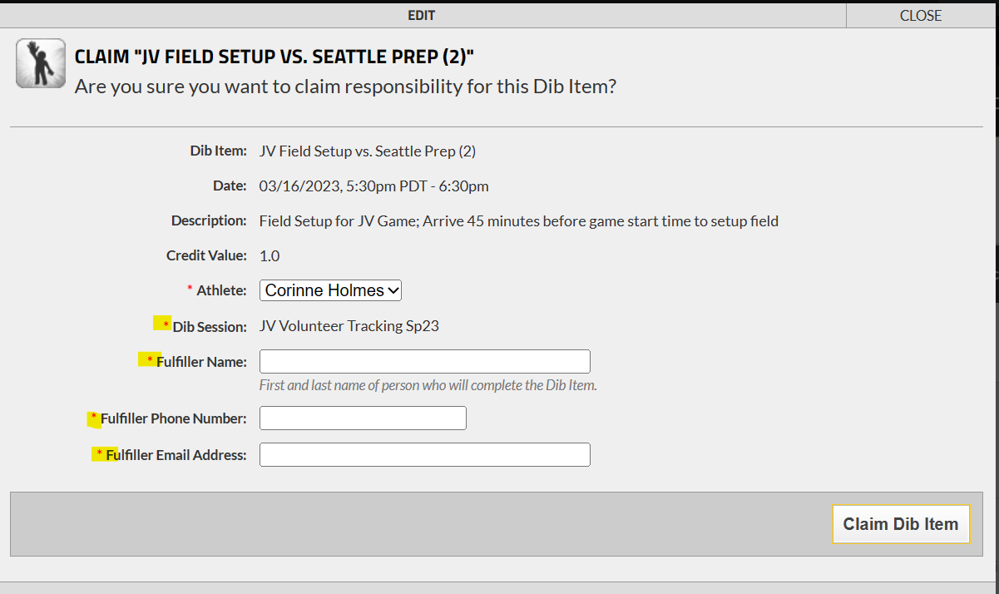 EDIT
CLOSE
CLAIM "JV FIELD SETUP VS. SEATTLE PREP (2)"
Are you sure you want to claim responsibility for this Dib Item?
Dib Item: JV Field Setup vs. Seattle Prep (2)
Date: 03/16/2023, 5:30pm PDT - 6:30pm
Description: Field Setup for JV Game; Arrive 45 minutes before game start time to setup field
Credit Value: 1.0
* Athlete: Corinne Holmes
* Dib Session: JV Volunteer Tracking Sp23
* Fulfiller Name:
First and last name of person who will complete the Dib Item.
* Fulfiller Phone Number:
* Fulfiller Email Address:
Claim Dib Item